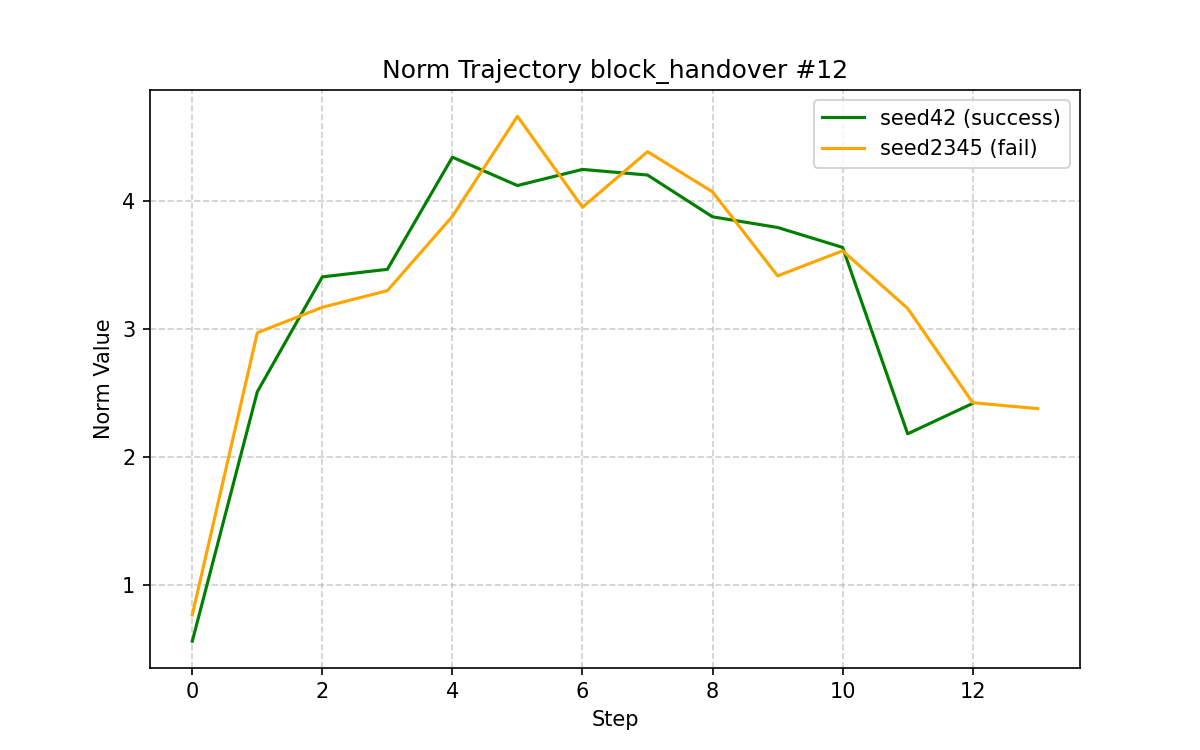 Norm Trajectory block_handover #12
seed42 (success)
seed2345 (fail)
4
3
2
1
Norm Value
0 2 4 6 8 10 12
Step